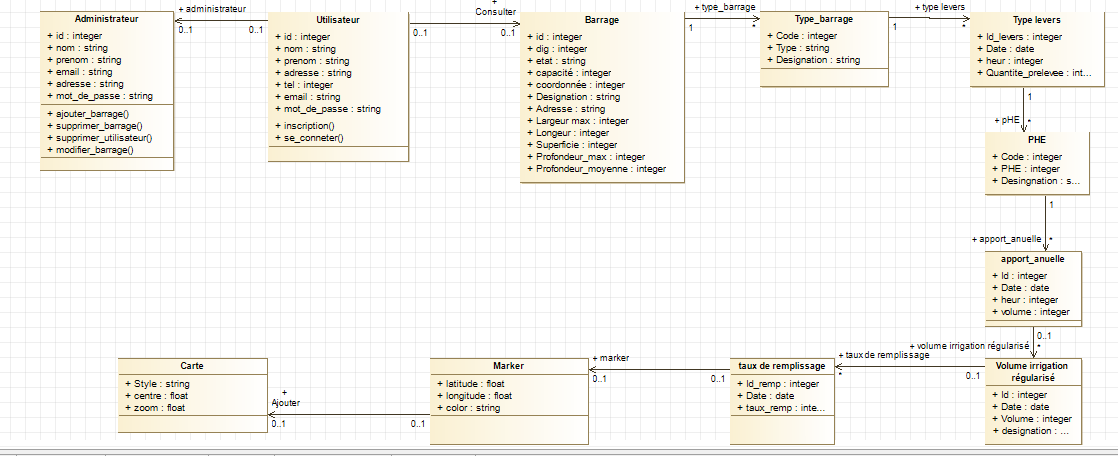 Administrateur
+ id : integer
+ nom : string
+ prenom : string
+ email : string
+ adresse : string
+ mot_de_passe : string
+ ajouter_barrage()
+ supprimer_barrage()
+ supprimer_utilisateur()
+ modifier_barrage()
+ administrateur
0..1
0..1
Utilisateur
+ id : integer
+ nom : string
+ prenom : string
+ adresse : string
+ tel : integer
+ email : string
+ mot_de_passe : string
+ inscription()
+ se_conneter()
+
Consulter
0..1
0..1
Barrage
+ id : integer
+ dig : integer
+ etat : string
+ capacité : integer
+ coordonnée : integer
+ Designation : string
+ Adresse : string
+ Largeur max : integer
+ Longeur : integer
+ Superficie : integer
+ Profondeur_max : integer
+ Profondeur_moyenne : integer
+ type_barrage
1
*
Type_barrage
+ Code : integer
+ Type : string
+ Designation : string
+ type levers
1
*
Type levers
+ Id_levers : integer
+ Date : date
+ heur : integer
+ Quantite_prelevee : int...
1
+ pHE
*
PHE
+ Code : integer
+ PHE : integer
+ Desingnation : s...
1
+ apport_anuelle
*
apport_anuelle
+ Id : integer
+ Date : date
+ heur : integer
+ volume : integer
0..1
+ volume irrigation régularisé
*
Volume irrigation
régularisé
+ Id : integer
+ Date : date
+ Volume : integer
+ designation : ...
+ taux de remplissage
*
0..1
taux de remplissage
+ Id_remp : integer
+ Date : date
+ taux_remp : inte...
+ marker
0..1
0..1
Marker
+ latitude : float
+ longitude : float
+ color : string
+
Ajouter
0..1
0..1
Carte
+ Style : string
+ centre : float
+ zoom : float